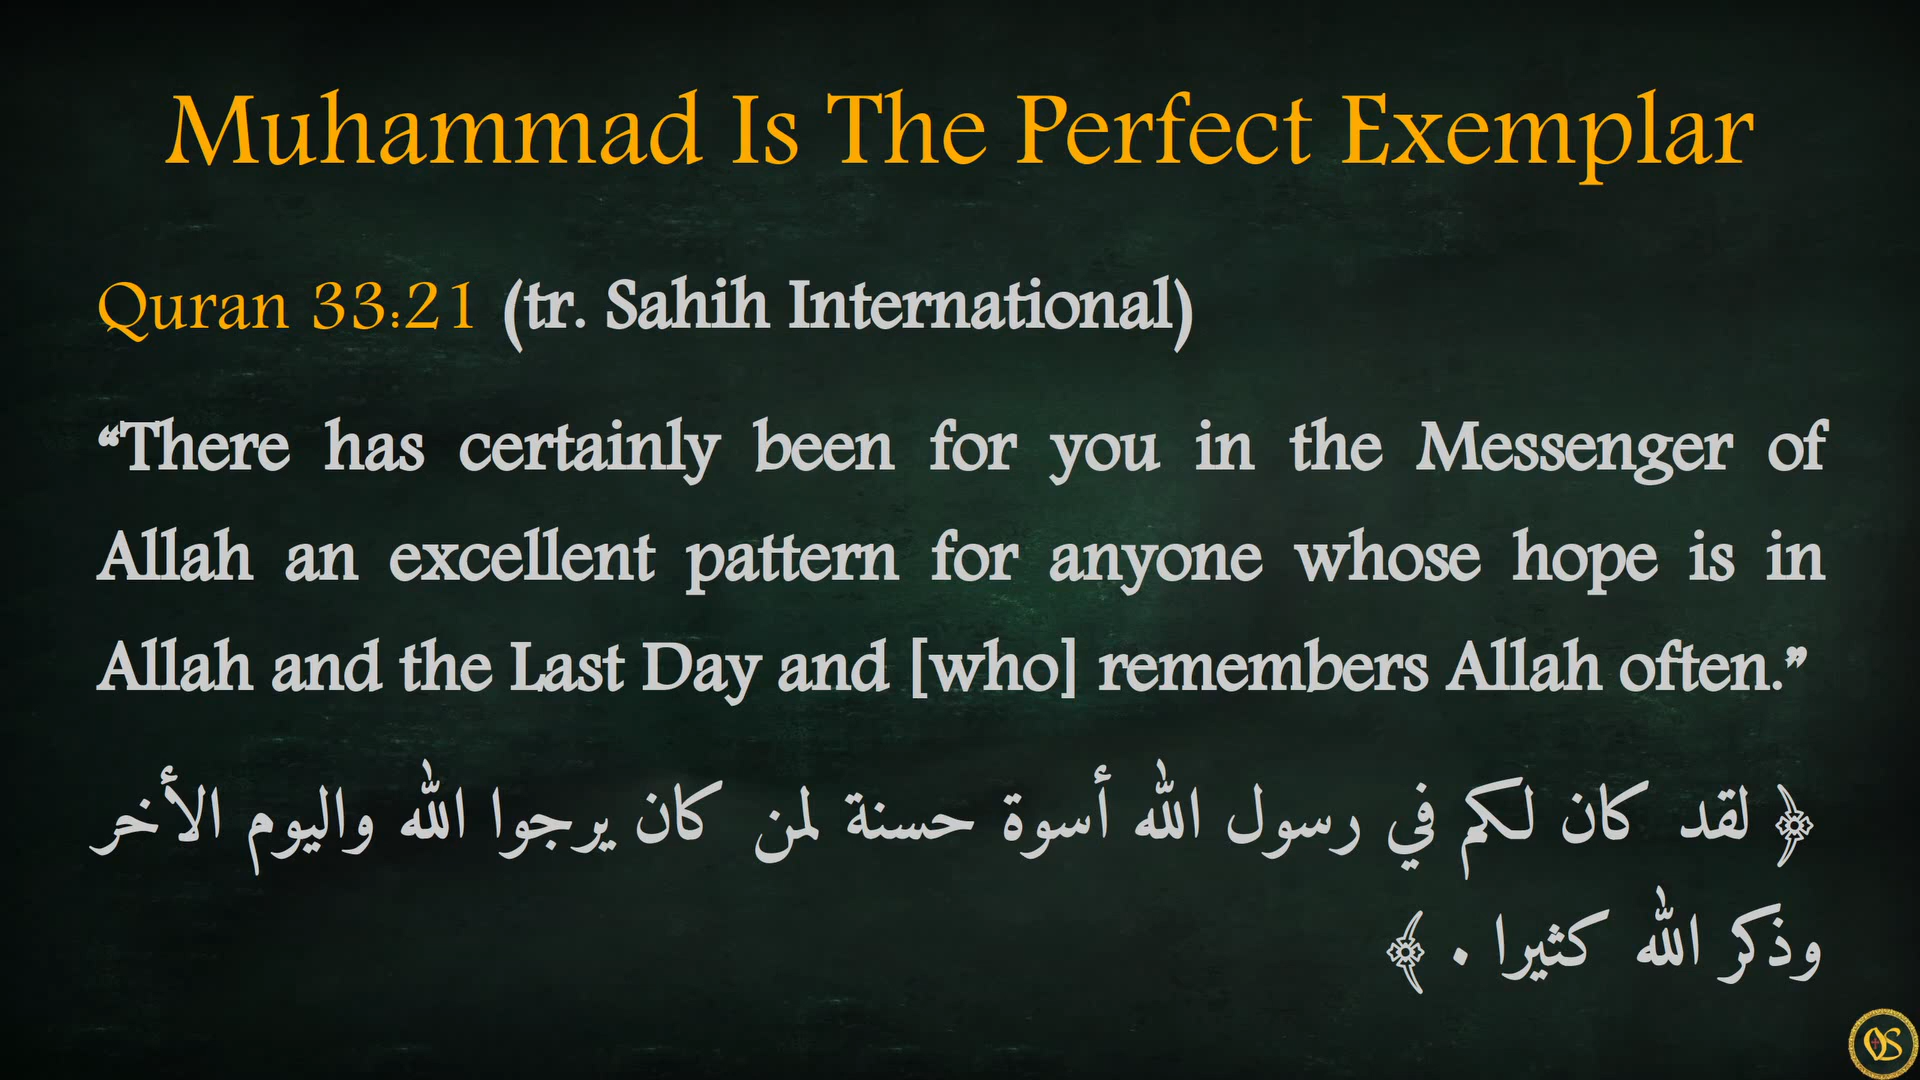 Muhammad Is The Perfect Exemplar
Quran 33:21 (tr. Sahih International)
“There has certainly been for you in the Messenger of
Allah an excellent pattern for anyone whose hope is in
Allah and the Last Day and [who] remembers Allah often.”
﴿ لقد كان لكم في رسول الله أسوة حسنة لمن كان يرجوا الله واليوم الأخر
وذكر الله كثيرا ٠ ﴾